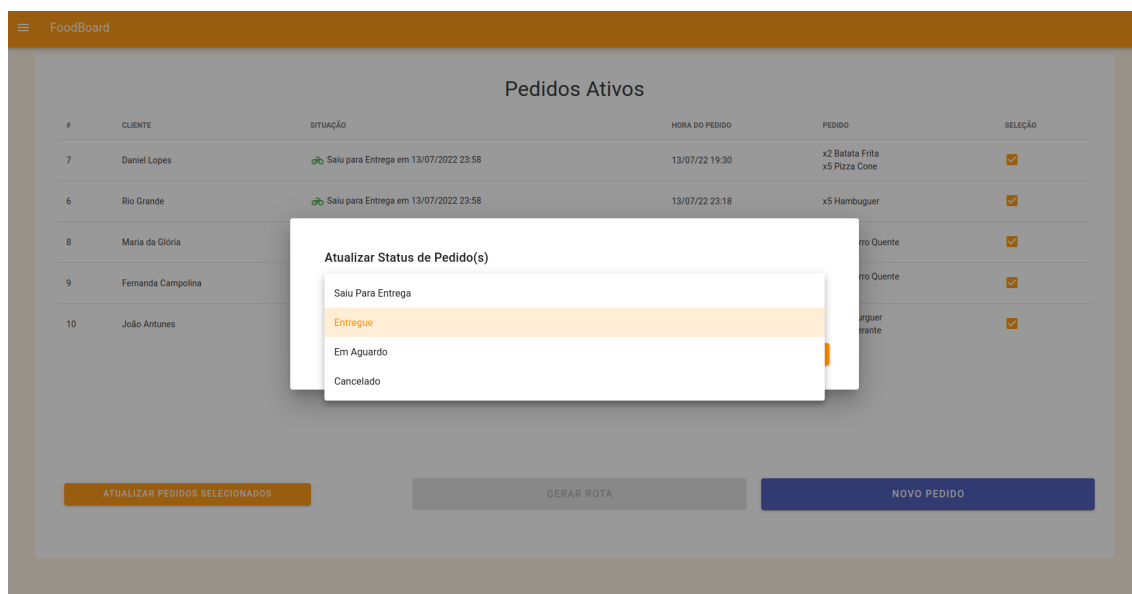 FoodBoard
Pedidos Ativos
# CLIENTE SITUAÇÃO HORA DO PEDIDO PEDIDO SELEÇÃO
7 Daniel Lopes Saiu para Entrega em 13/07/2022 23:58 13/07/22 19:30 x2 Batata Frita
x5 Pizza Cone
6 Rio Grande Saiu para Entrega em 13/07/2022 23:58 13/07/22 23:18 x5 Hambuguer
8 Maria da Glória Quente
Atualizar Status de Pedido(s)
9 Fernanda Campolina Quente
Saiu Para Entrega
10 João Antunes
Entregue
Em Aguardo
Cancelado
ATUALIZAR PEDIDOS SELECIONADOS GERAR ROTA NOVO PEDIDO